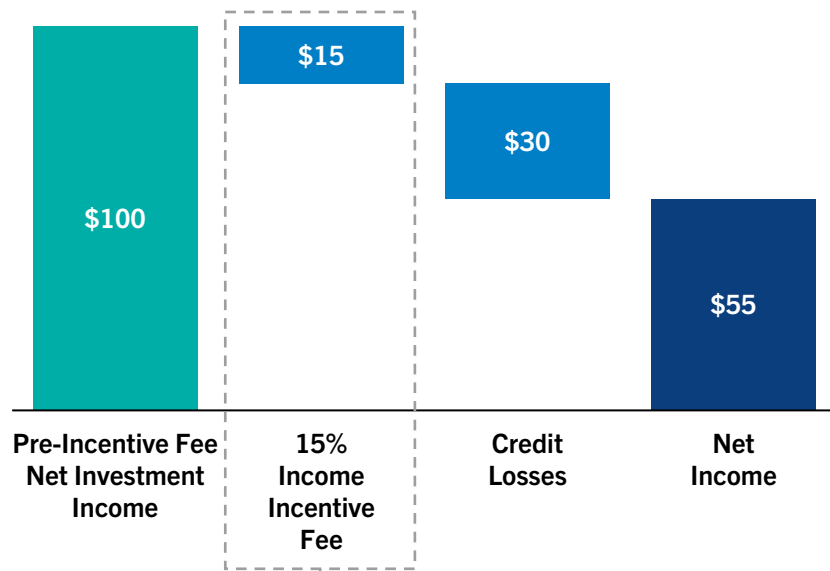 $15
$30
$100
$55
Pre-Incentive Fee
Net Investment
Income
15%
Income
Incentive
Fee
Credit
Losses
Net
Income